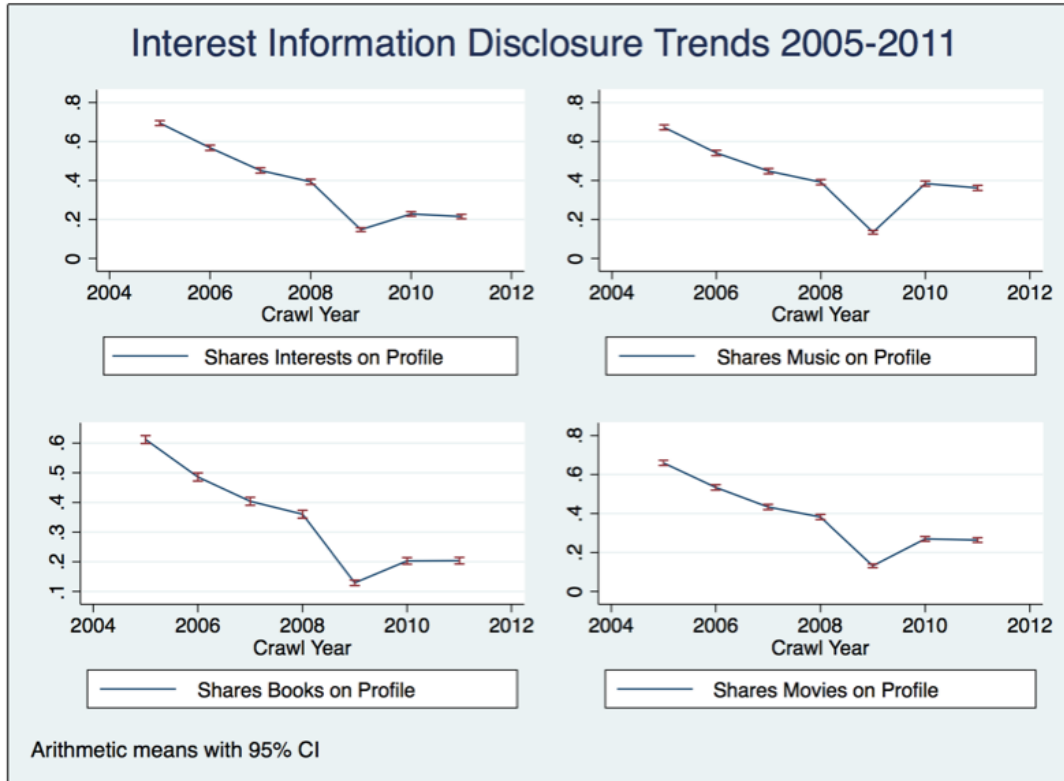 Interest Information Disclosure Trends 2005-2011
.8
.6
.4
.2
0
2004 2006 2008 2010 2012
Crawl Year
Shares Interests on Profile
.8
.6
.4
.2
0
2004 2006 2008 2010 2012
Crawl Year
Shares Music on Profile
.6
.5
.4
.3
.2
.1
2004 2006 2008 2010 2012
Crawl Year
Shares Books on Profile
.8
.6
.4
.2
0
2004 2006 2008 2010 2012
Crawl Year
Shares Movies on Profile
Arithmetic means with 95% CI